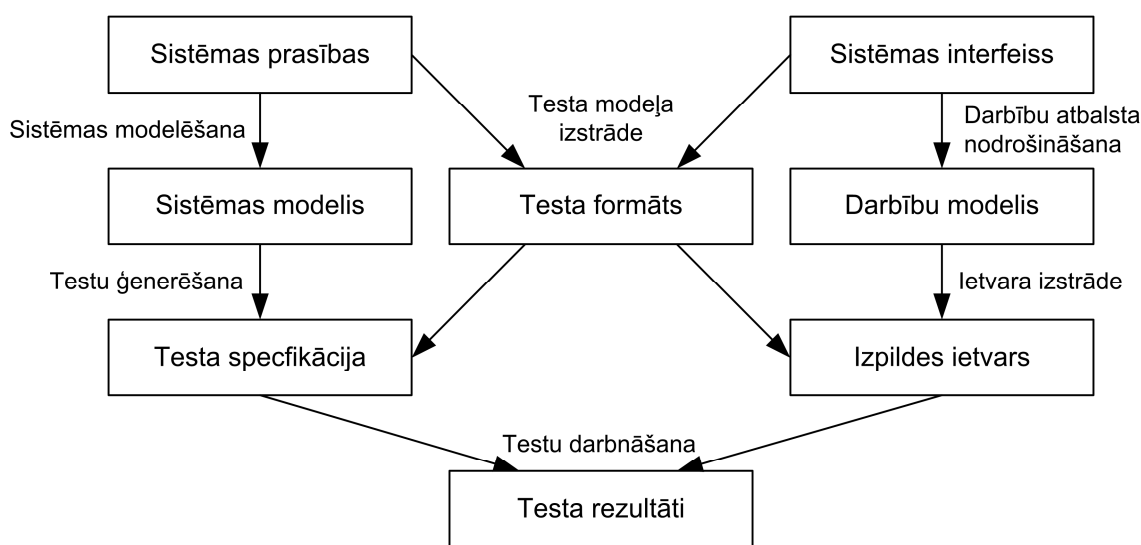 Sistēmas prasības
Sistēmas interfeiss
Testa modeļa
izstrāde
Sistēmas modelēšana
Darbību atbalsta
nodrošināšana
Sistēmas modelis
Testa formāts
Darbību modelis
Testu ģenerēšana
Ietvara izstrāde
Testa specfikācija
Izpildes ietvars
Testu darbnāšana
Testa rezultāti